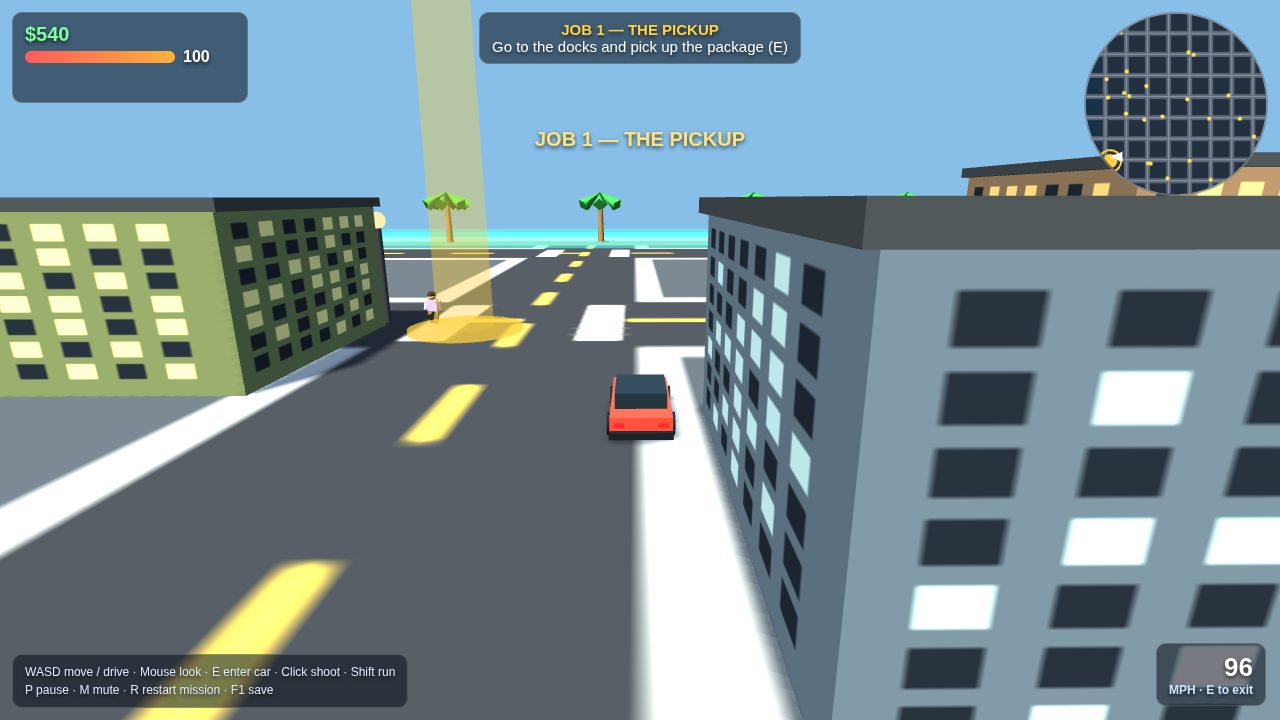 $540
100
JOB 1 — THE PICKUP
Go to the docks and pick up the package (E)
JOB 1 — THE PICKUP
WASD move / drive · Mouse look · E enter car · Click shoot · Shift run
P pause · M mute · R restart mission · F1 save
96
MPH · E to exit